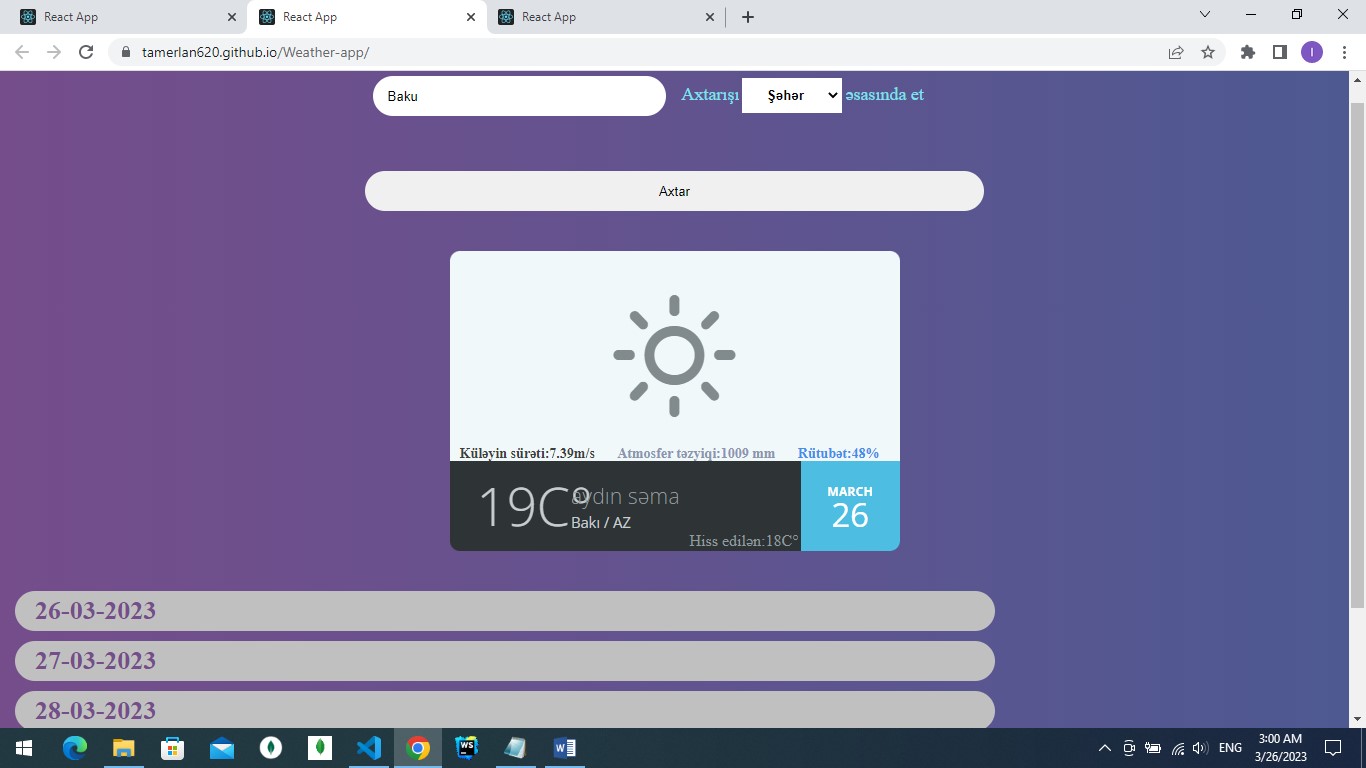 React App
React App
React App
tamerlan620.github.io/Weather-app/
I
Baku
Axtarışı Şəhər əsasında et
Axtar
Küləyin sürəti:7.39m/s Atmosfer təzyiqi:1009 mm Rütubət:48%
19C° aydın səma
Bakı / AZ
Hiss edilən:18C°
MARCH
26
26-03-2023
27-03-2023
28-03-2023
WS
W
ENG
3:00 AM
3/26/2023